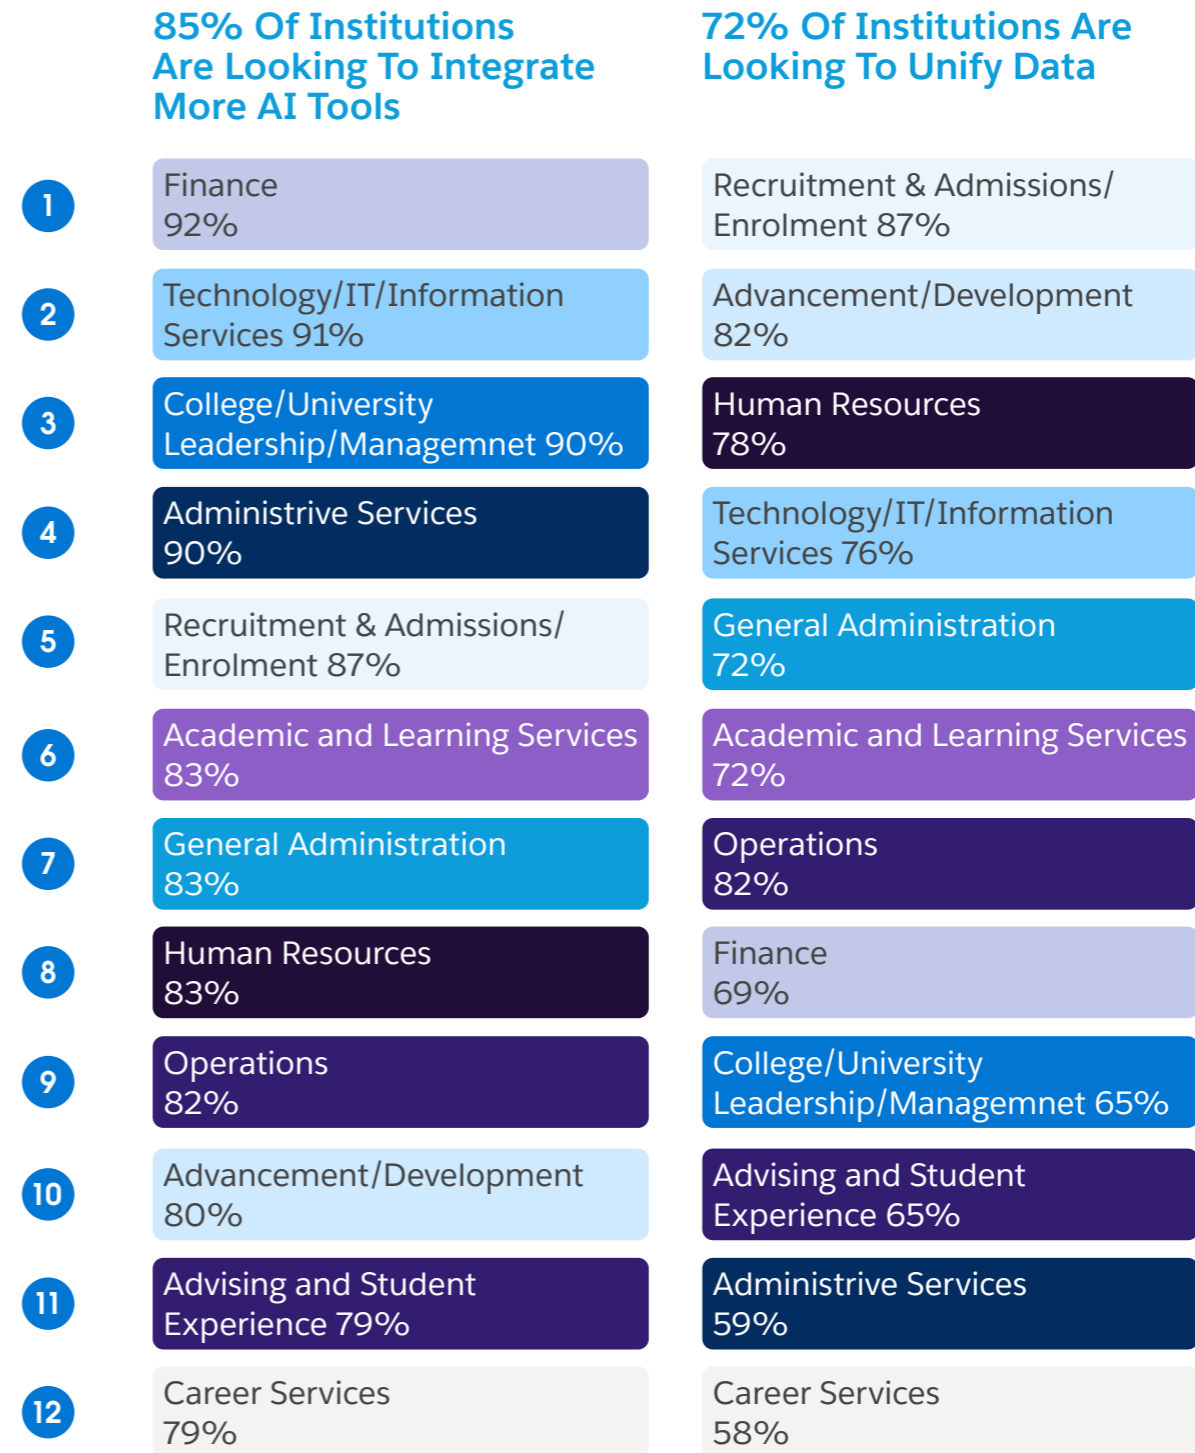 85% Of Institutions
Are Looking To Integrate
More AI Tools
72% Of Institutions Are
Looking To Unify Data
1
Finance
92%
Recruitment & Admissions/
Enrolment 87%
2
Technology/IT/Information
Services 91%
Advancement/Development
82%
3
College/University
Leadership/Managemnet 90%
Human Resources
78%
4
Administrive Services
90%
Technology/IT/Information
Services 76%
5
Recruitment & Admissions/
Enrolment 87%
General Administration
72%
6
Academic and Learning Services
83%
Academic and Learning Services
72%
7
General Administration
83%
Operations
82%
8
Human Resources
83%
Finance
69%
9
Operations
82%
College/University
Leadership/Managemnet 65%
10
Advancement/Development
80%
Advising and Student
Experience 65%
11
Advising and Student
Experience 79%
Administrive Services
59%
12
Career Services
79%
Career Services
58%